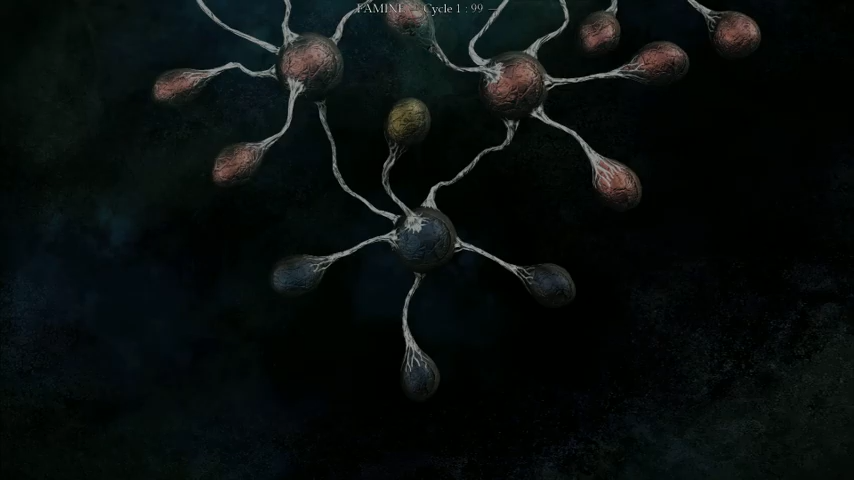 FAMINE — Cycle 1 : 99 —